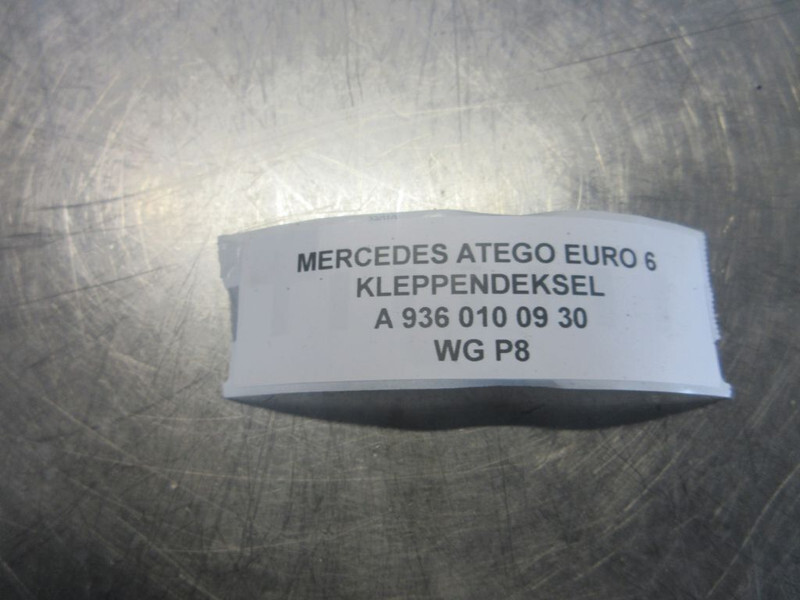 MERCEDES ATEGO EURO 6
KLEPPENDEKSEL
A 936 010 09 30
WG P8